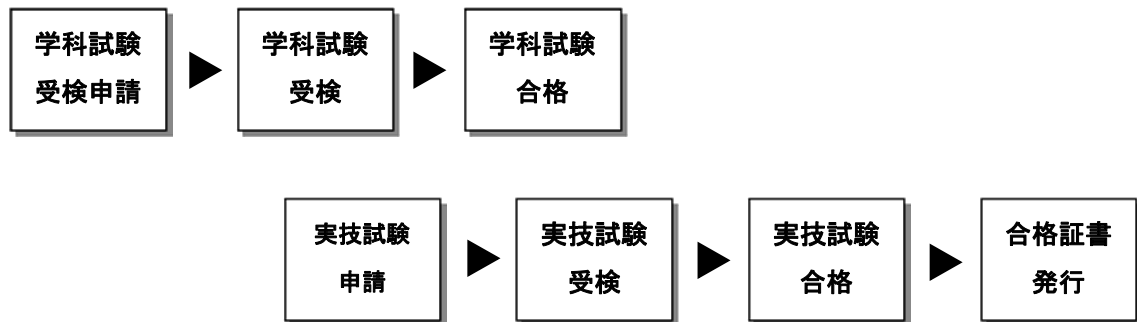 学科試験
受検申請
学科試験
受検
学科試験
合格
実技試験
申請
実技試験
受検
実技試験
合格
合格証書
発行